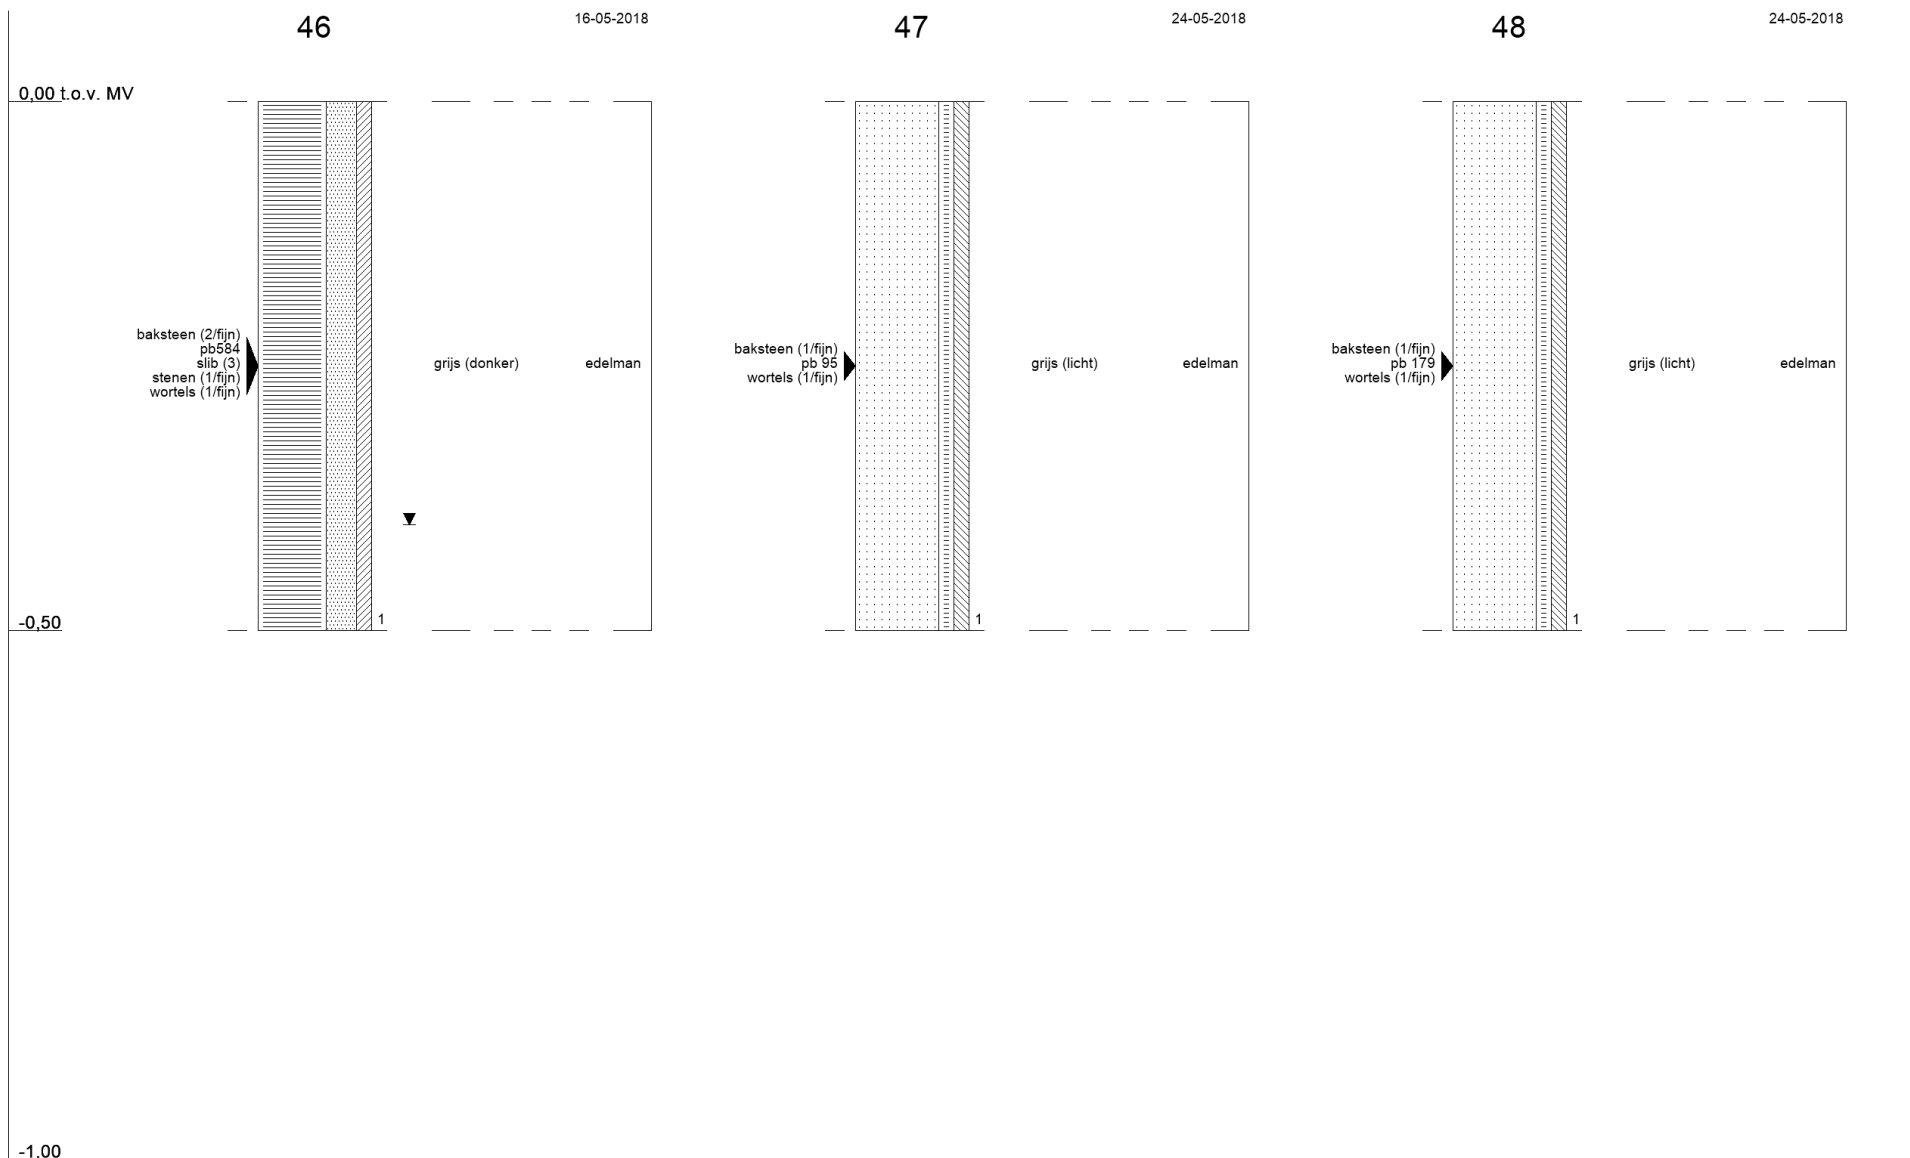 46
16-05-2018
47
24-05-2018
48
24-05-2018
0,00 t.o.v. MV
baksteen (2/fijn)
pb584
slib (3)
stenen (1/fijn)
wortels (1/fijn)
grijs (donker)
edelman
1
baksteen (1/fijn)
pb 95
wortels (1/fijn)
grijs (licht)
edelman
1
baksteen (1/fijn)
pb 179
wortels (1/fijn)
grijs (licht)
edelman
1
-0,50
-1,00